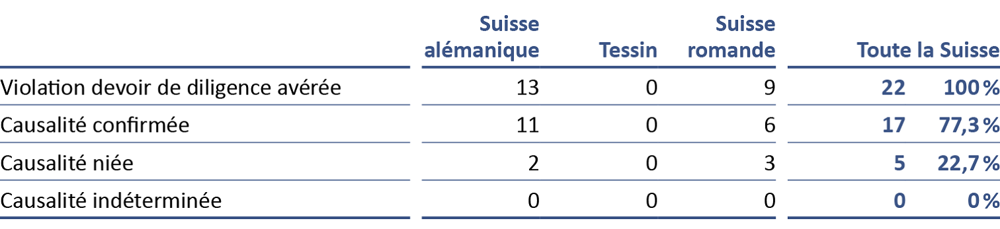 Suisse alémanique Tessin Suisse romande Toute la Suisse
Violation devoir de diligence avérée 13 0 9 22 100 %
Causalité confirmée 11 0 6 17 77,3 %
Causalité niée 2 0 3 5 22,7 %
Causalité indéterminée 0 0 0 0 0 %